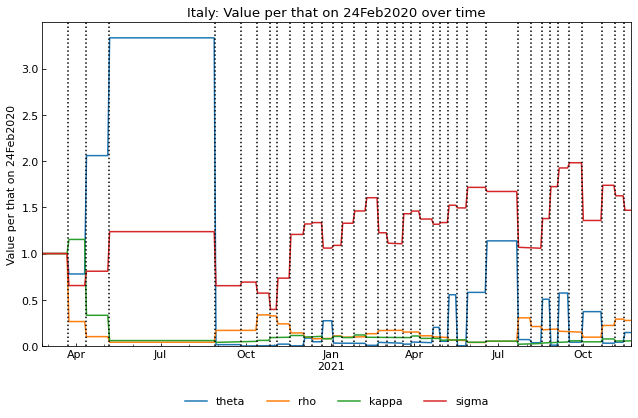 Italy: Value per that on 24Feb2020 over time
Value per that on 24Feb2020
3.0
2.5
2.0
1.5
1.0
0.5
0.0
Apr Jul Oct Jan Apr Jul Oct
2021
theta rho kappa sigma